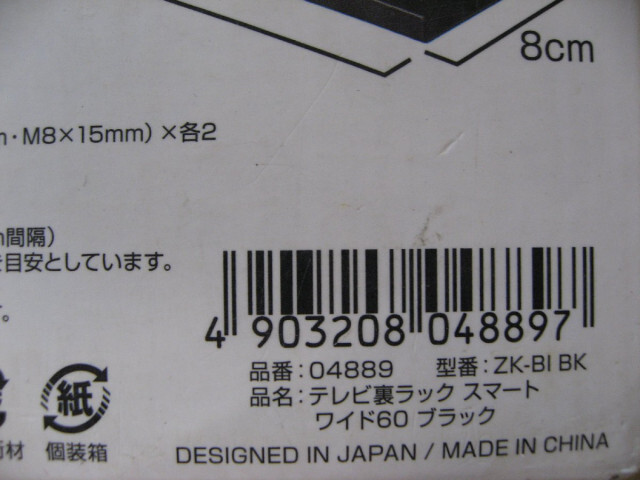 8cm
・M8×15mm）×各2
間隔）
を目安としています。
す。
4 903208 048897
品番：04889 型番：ZK-BI BK
品名：テレビ裏ラック スマート
ワイド60 ブラック
紙
材 個装箱
DESIGNED IN JAPAN / MADE IN CHINA